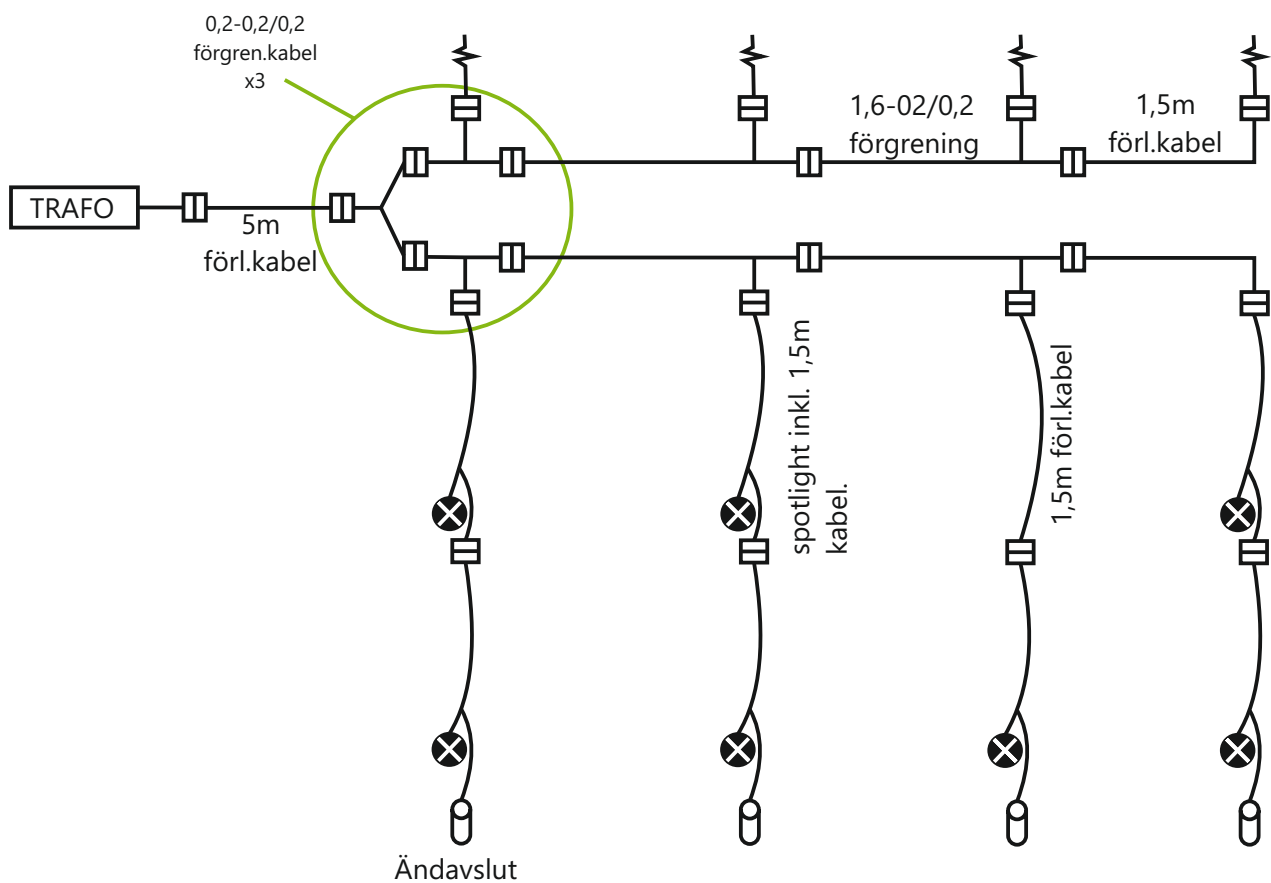 0,2-0,2/0,2
förgren.kabel
x3
1,6-02/0,2
förgrening
1,5m
förl.kabel
TRAFO
5m
förl.kabel
spotlight inkl. 1,5m
kabel.
1,5m förl.kabel
Ändavslut